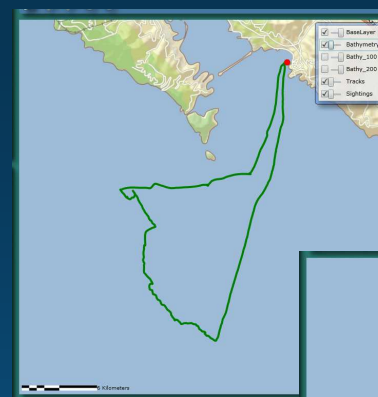 BaseLayer
Bathymetry
Bathy_100
Bathy_200
Tracks
Sightings
6 Kilometers